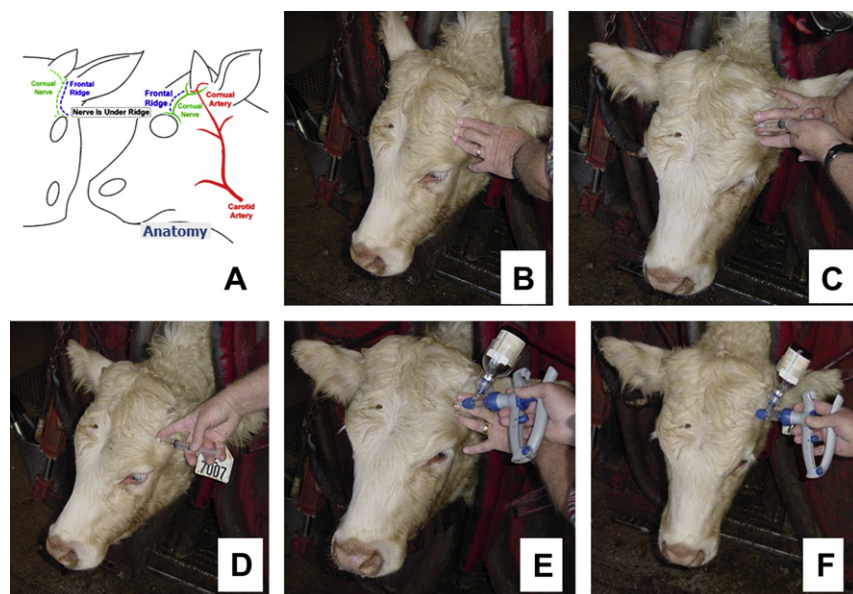 Cornual
Nerve
Frontal
Ridge
Nerve Is Under Ridge
Frontal
Ridge
Cornual
Nerve
Cornual
Artery
Carotid
Artery
Anatomy
A
B
C
7007
D
E
F